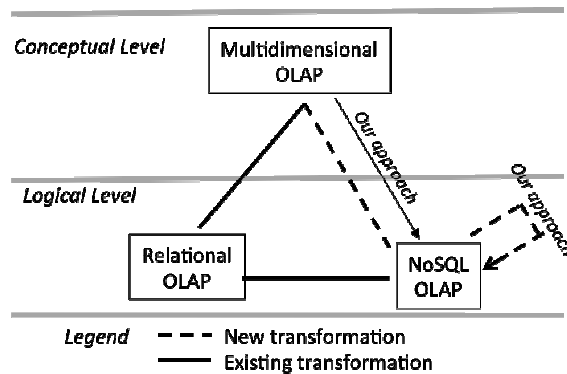 Conceptual Level
Multidimensional
OLAP
Our approach
Logical Level
Our approach
Relational
OLAP
NoSQL
OLAP
Legend
New transformation
Existing transformation